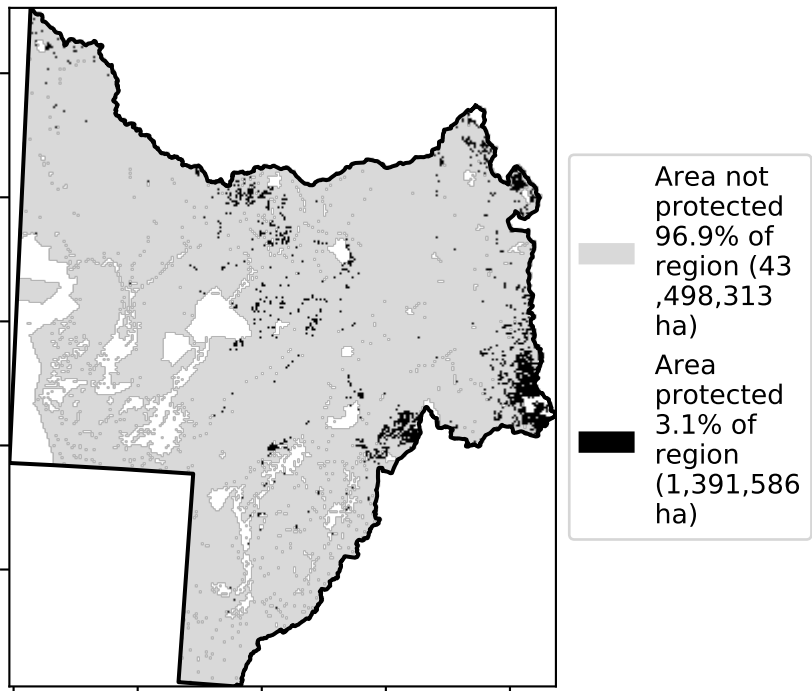 Area not
protected
96.9% of
region (43
,498,313
ha)
Area
protected
3.1% of
region
(1,391,586
ha)